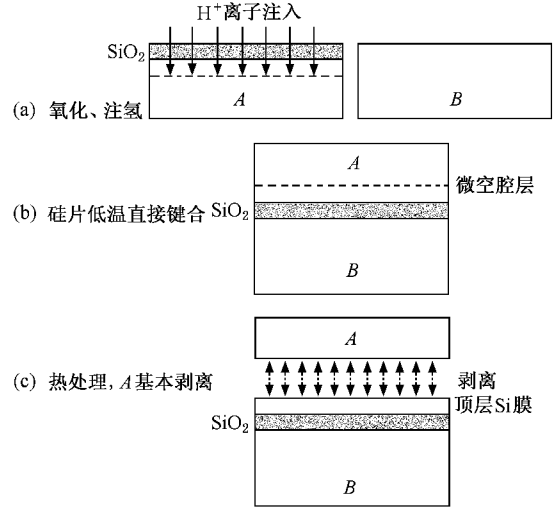 H⁺离子注入
SiO₂
A
B
(a) 氧化、注氢
A
微空腔层
(b) 硅片低温直接键合
SiO₂
B
A
(c) 热处理, A基本剥离
剥离
顶层Si膜
SiO₂
B